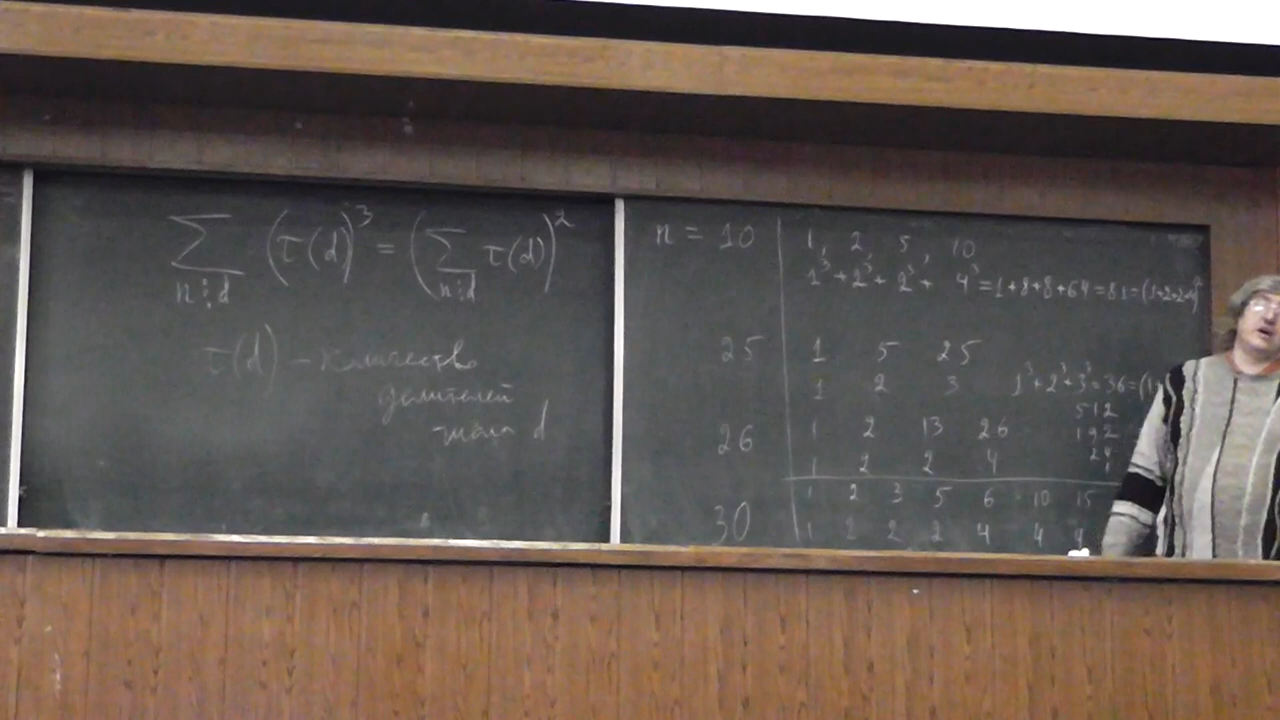 ∑ (τ(d))³ = (∑ τ(d))²
n⋮d n⋮d
τ(d) – количество
делителей
числа d
n = 10 1, 2, 5, 10
1³ + 2³ + 2³ + 4³ = 1+8+8+64 = 81 = (1+2+2+4)²
25 1 5 25
1 2 3 1³+2³+3³=36=(1+
512
192
24
1
26 1 2 13 26
1 2 2 4
30 1 2 3 5 6 10 15
1 2 2 2 4 4 4